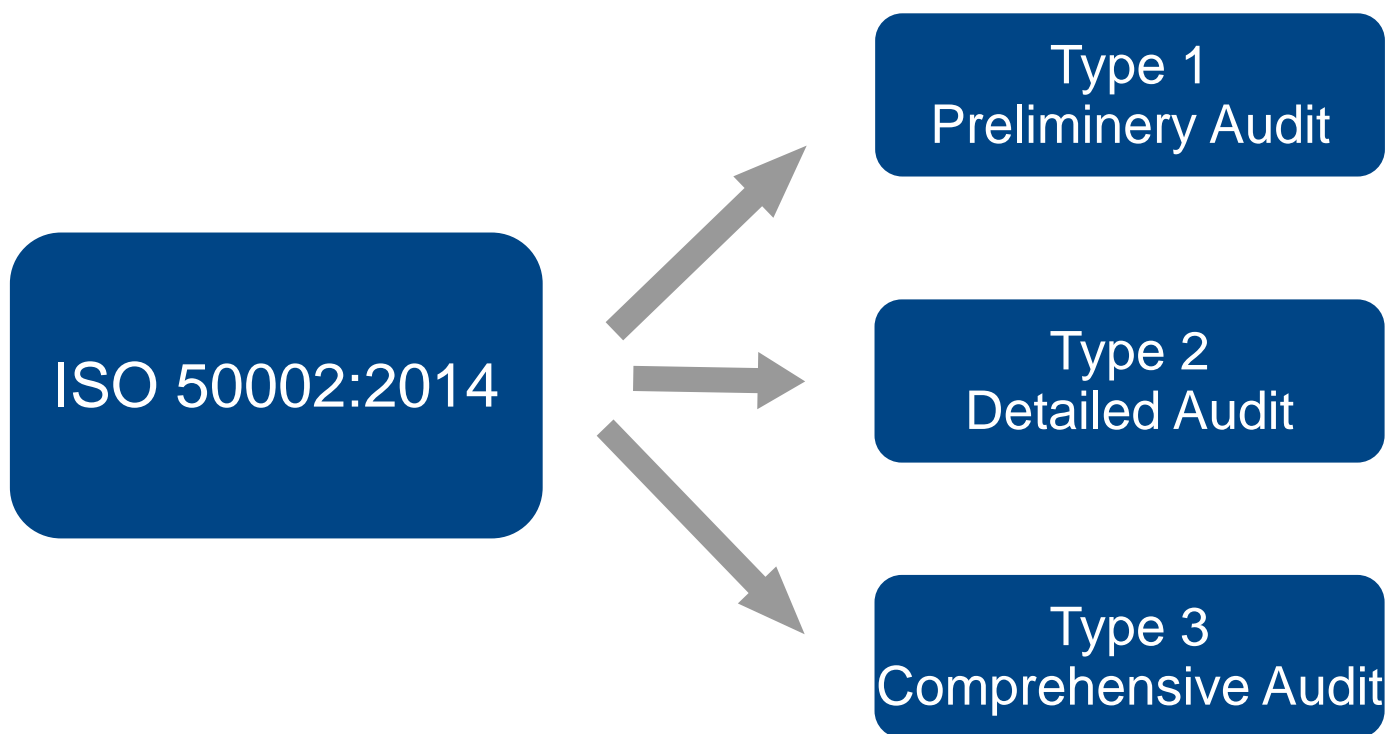 ISO 50002:2014
Type 1
Preliminery Audit
Type 2
Detailed Audit
Type 3
Comprehensive Audit